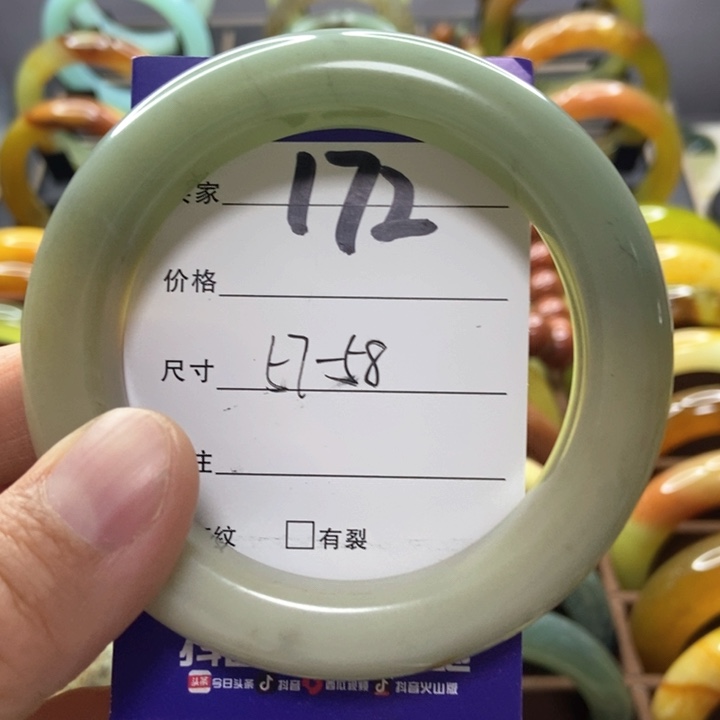 家 172
价格
尺寸 57-58
注
纹 □有裂
今日头条 抖音 西瓜视频 抖音火山版